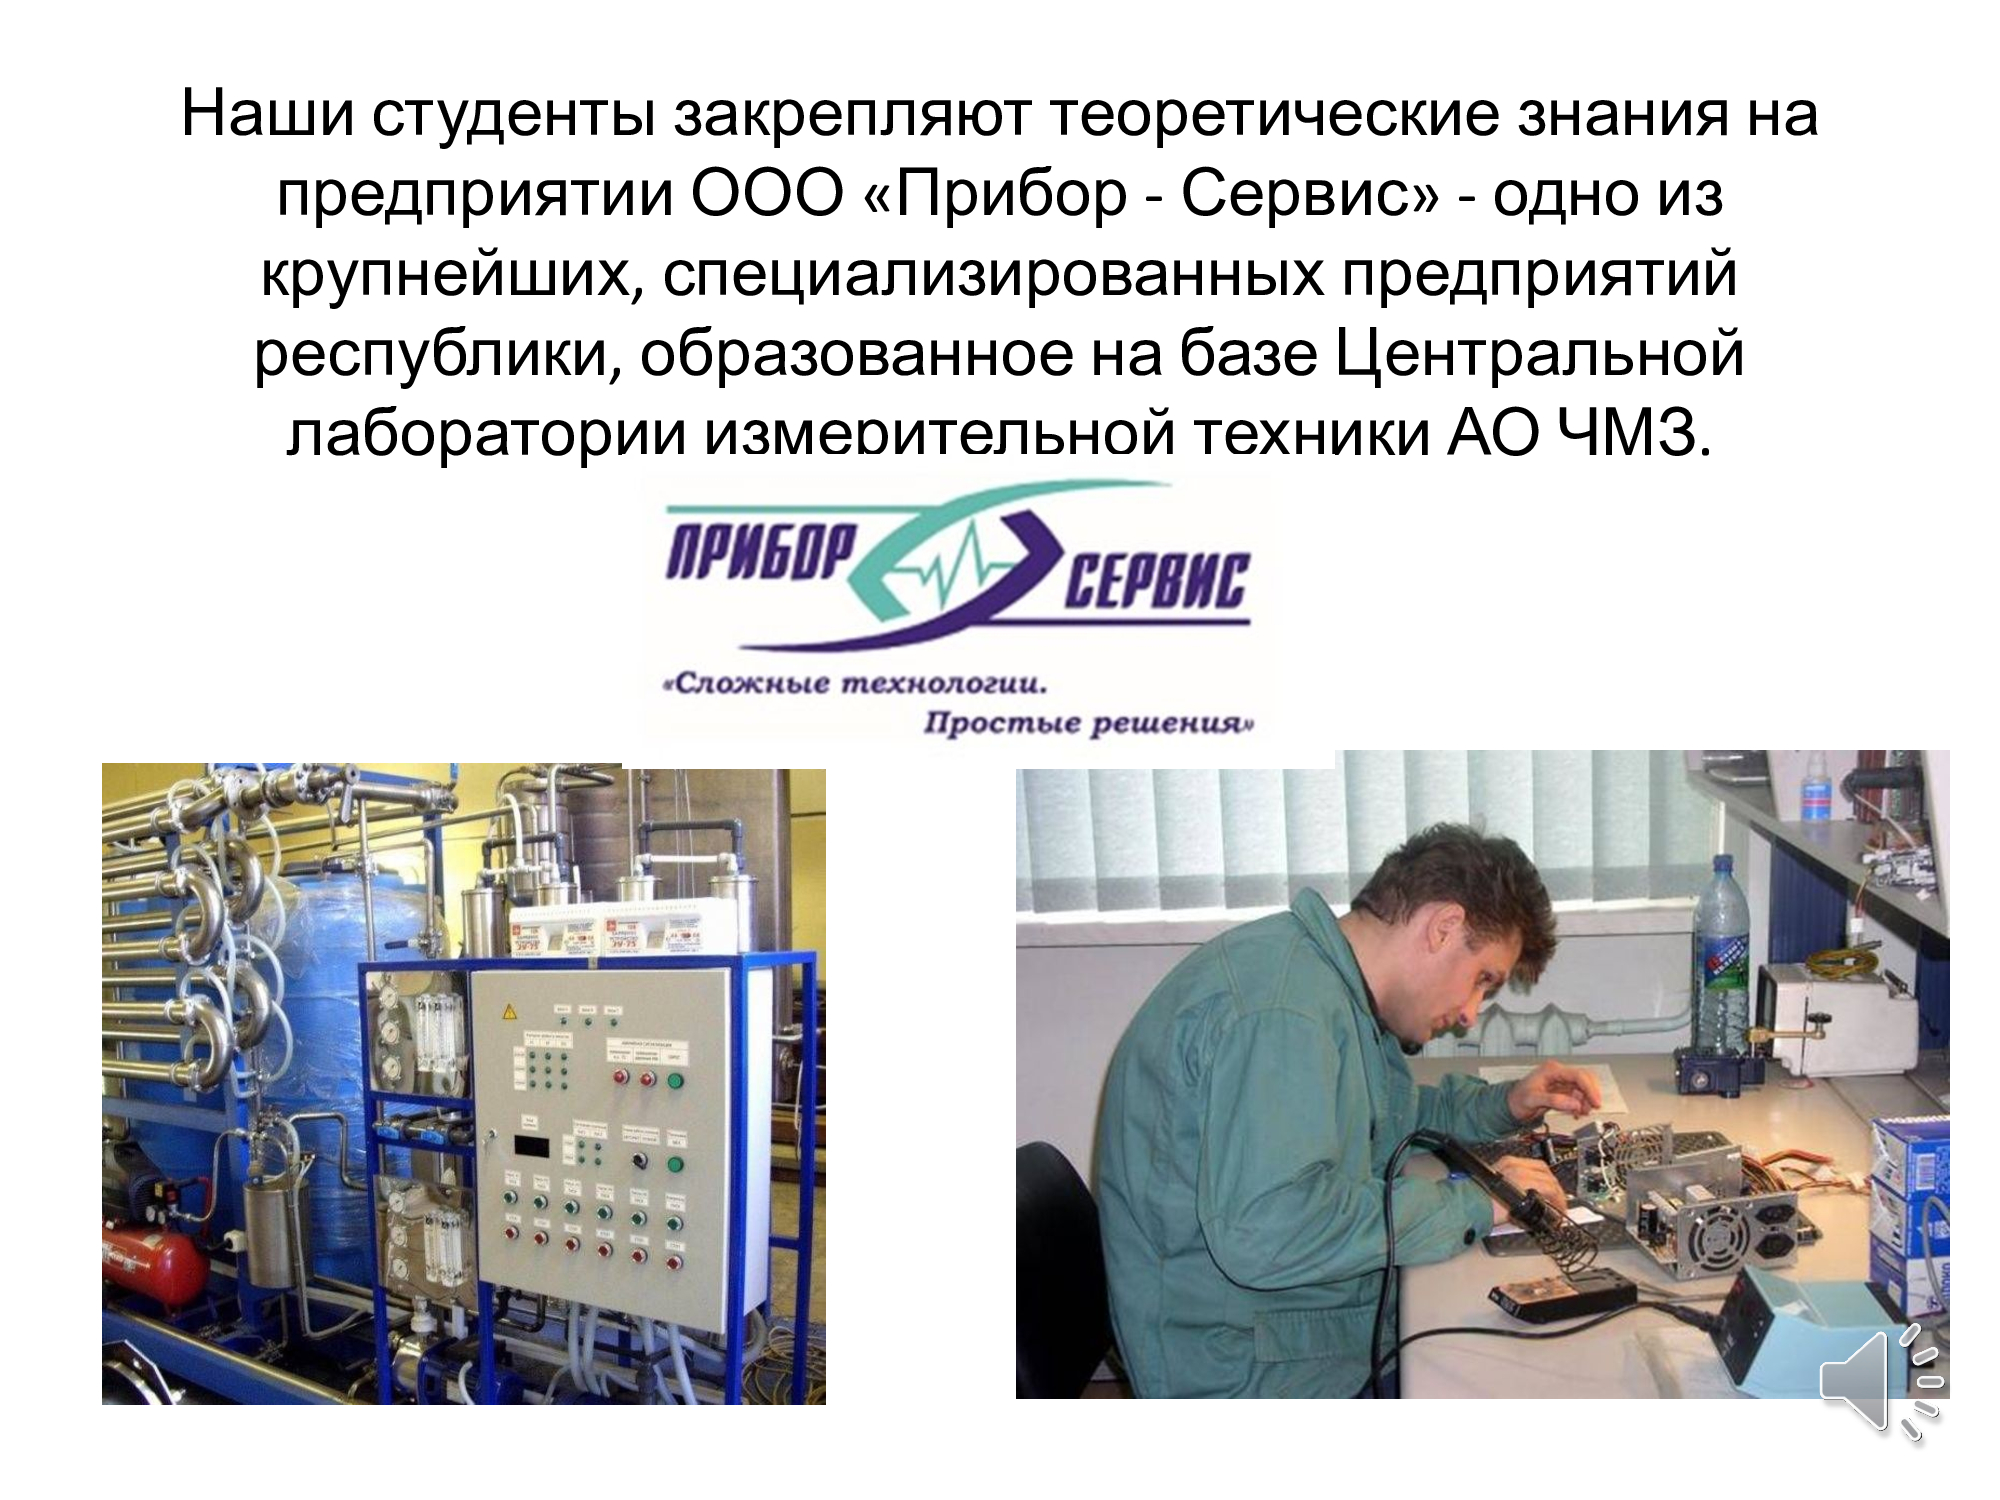 Наши студенты закрепляют теоретические знания на
предприятии ООО «Прибор - Сервис» - одно из
крупнейших, специализированных предприятий
республики, образованное на базе Центральной
лаборатории измерительной техники АО ЧМЗ.
ПРИБОР
СЕРВИС
«Сложные технологии.
Простые решения»